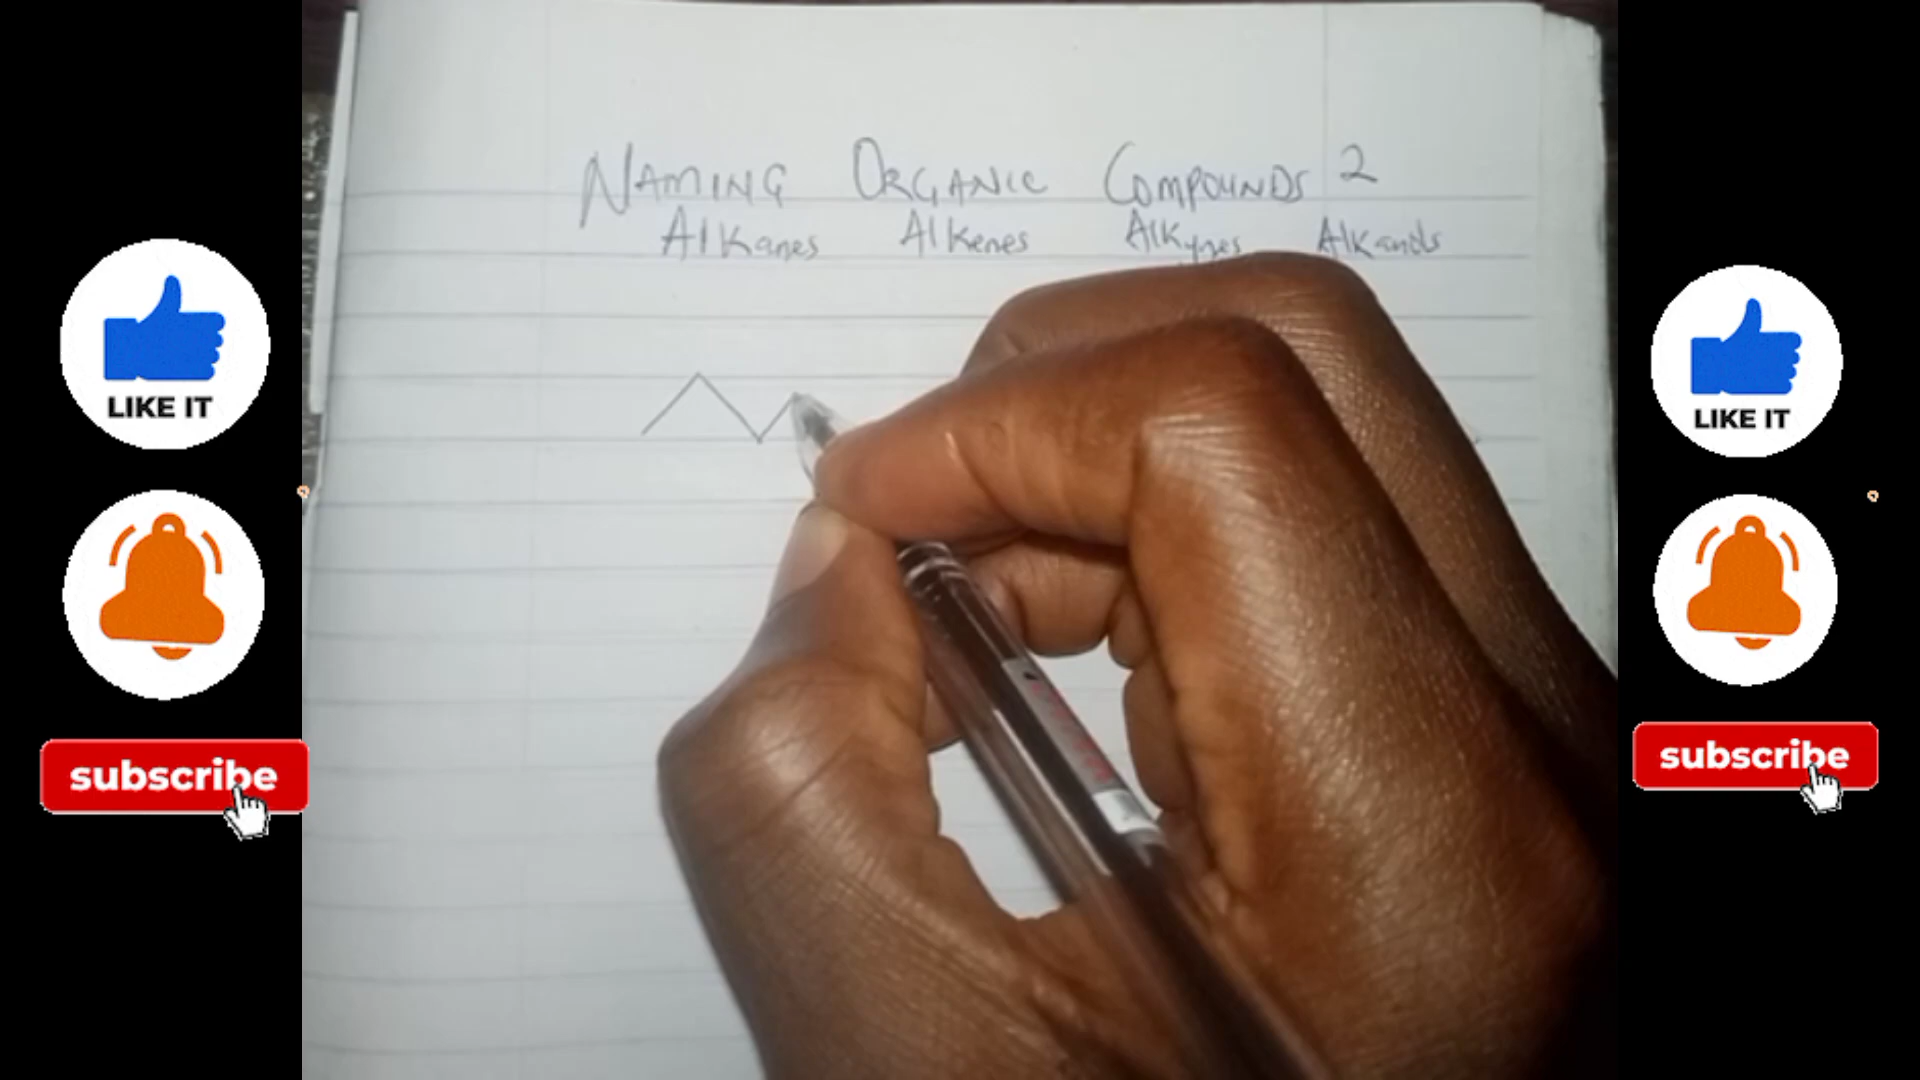 NAMING ORGANIC COMPOUNDS 2
Alkanes Alkenes Alkynes Alkanols
LIKE IT
subscribe
LIKE IT
subscribe